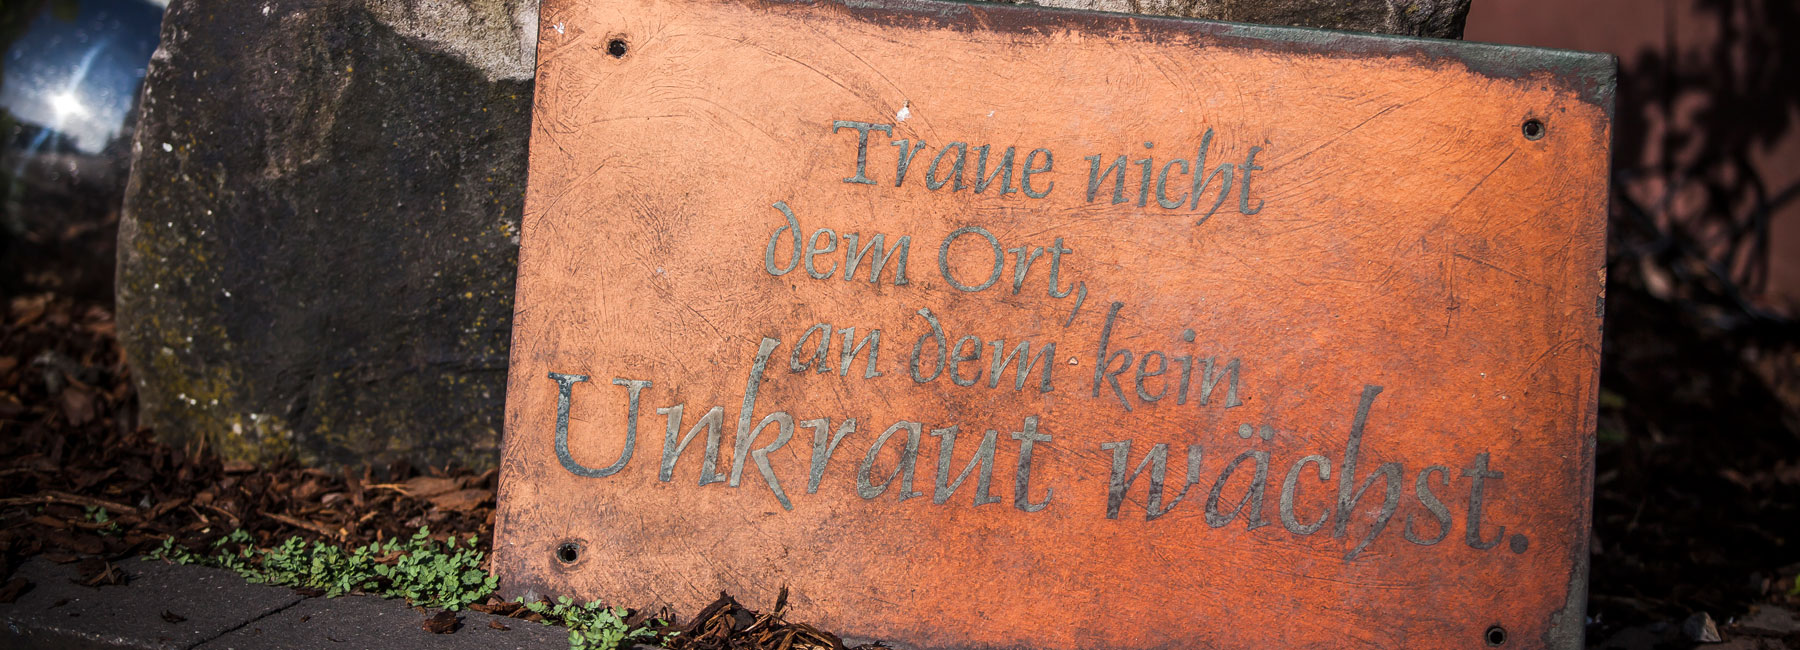 Traue nicht
dem Ort,
an dem kein
Unkraut wächst.